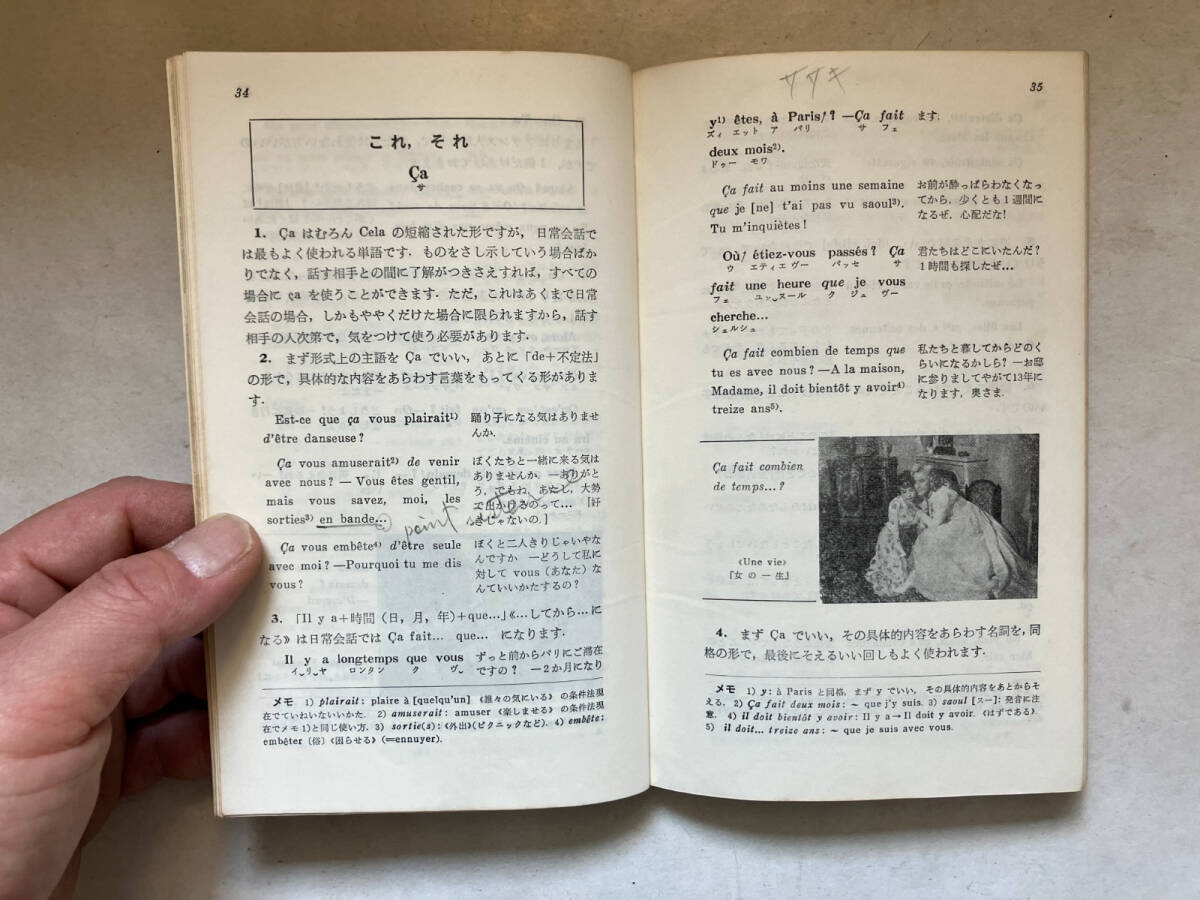 34
これ，それ
Ça
サ
1. Ça はむろん Cela の短縮された形ですが，日常会話で
は最もよく使われる単語です．ものをさし示していう場合ばか
りでなく，話す相手との間に了解がつきさえすれば，すべての
場合に ça を使うことができます．ただ，これはあくまで日常
会話の場合，しかもややくだけた場合に限られますから，話す
相手の人次第で，気をつけて使う必要があります．
2. まず形式上の主語を Ça でいい，あとに「de＋不定法」
の形で，具体的な内容をあらわす言葉をもってくる形がありま
す．
Est-ce que ça vous plairait1)
d'être danseuse?
踊り子になる気はありませ
んか．
Ça vous amuserait2) de venir
avec nous? — Vous êtes gentil,
mais vous savez, moi, les
sorties3) en bande...
ぼくたちと一緒に来る気は
ありませんか．—ありがと
う，でもね，あたし，大勢
で出かけるのって…［好
きじゃないの．］
point
Ça vous embête4) d'être seule
avec moi? —Pourquoi tu me dis
vous?
ぼくと二人きりじゃいやな
んですか —どうして私に
対して vous（あなた）な
んていいかたするの？
3. 「Il y a＋時間（日，月，年）＋que...」《…してから…に
なる》は日常会話では Ça fait... que... になります．
Il y a longtemps que vous
イ リ ヤ ロンタン ク ヴ
ずっと前からパリにご滞在
ですの？ —2か月になり
メモ 1) plairait: plaire à [quelqu'un]《誰々の気にいる》の条件法現
在でていねいないいかた．2) amuserait: amuser《楽しませる》の条件法現
在でメモ1)と同じ使い方．3) sortie(s):《外出》(ピクニックなど)．4) embête:
embêter〔俗〕《困らせる》(=ennuyer).
35
ササキ
y1) êtes, à Paris? —Ça fait
ズィ エット ア パリ サ フェ
deux mois2).
ドゥー モワ
ます．
Ça fait au moins une semaine
que je [ne] t'ai pas vu saoul3).
Tu m'inquiètes!
お前が酔っぱらわなくなっ
てから，少くとも1週間に
なるぜ，心配だな！
Où étiez-vous passés? Ça
ウ エティエヴー パッセ サ
fait une heure que je vous
フェ ユッスール ク ジュ ヴー
cherche...
シェルシュ
君たちはどこにいたんだ？
1時間も探したぜ…
Ça fait combien de temps que
tu es avec nous? —A la maison,
Madame, il doit bientôt y avoir4)
treize ans5).
私たちと暮してからどのく
らいになるかしら？ —お邸
に参りましてやがて13年に
なります，奥さま．
Ça fait combien
de temps...?
《Une vie》
『女の一生』
4. まず Ça でいい，その具体的内容をあらわす名詞を，同
格の形で，最後にそえるいい回しもよく使われます．
メモ 1) y: à Paris と同格．まず y でいい，その具体的内容をあとからそ
える．2) Ça fait deux mois: ~ que j'y suis. 3) saoul [スー]: 発音に注
意．4) il doit bientôt y avoir: Il y a→Il doit y avoir.《はずである》
5) il doit... treize ans: ~ que je suis avec vous.